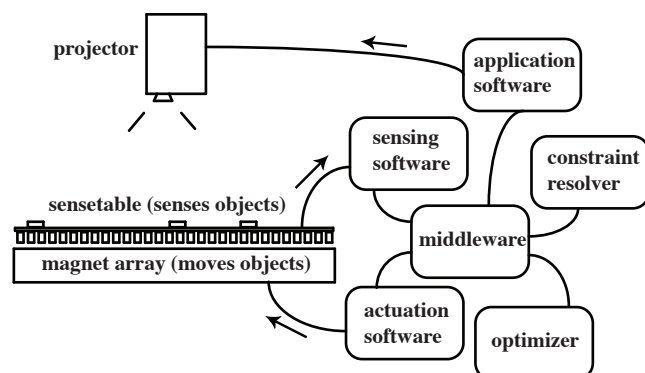 projector
application
software
sensing
software
constraint
resolver
sensetable (senses objects)
middleware
magnet array (moves objects)
actuation
software
optimizer